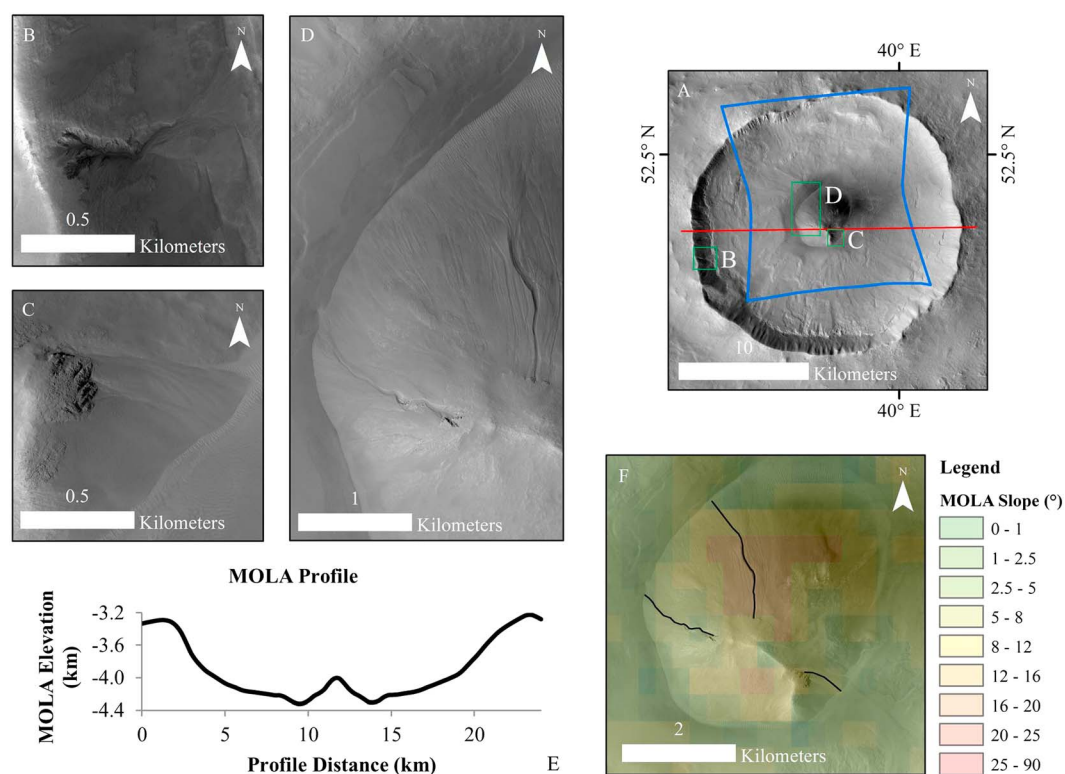 B
N
0.5
Kilometers
C
N
0.5
Kilometers
D
N
1
Kilometers
40° E
A
N
52.5° N
52.5° N
D
C
B
10
Kilometers
40° E
MOLA Profile
MOLA Elevation
(km)
-3.2
-3.6
-4.0
-4.4
0
5
10
15
20
Profile Distance (km)
E
F
N
2
Kilometers
Legend
MOLA Slope (°)
0 - 1
1 - 2.5
2.5 - 5
5 - 8
8 - 12
12 - 16
16 - 20
20 - 25
25 - 90